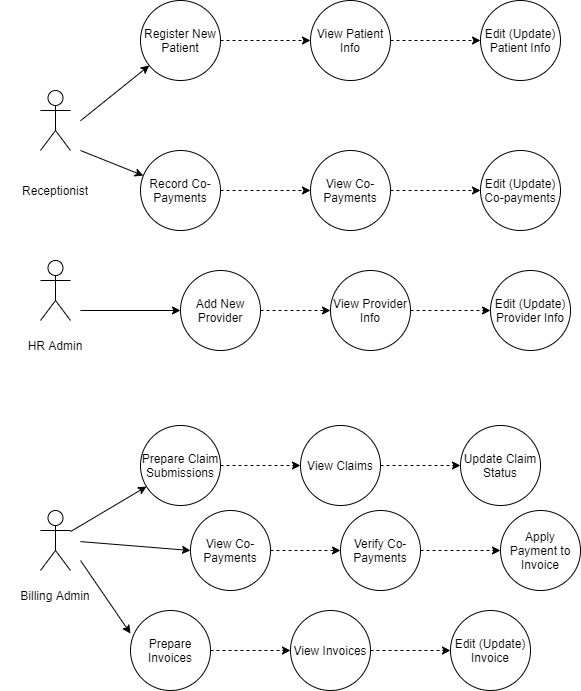 Register New
Patient
View Patient
Info
Edit (Update)
Patient Info
Receptionist
Record Co-
Payments
View Co-
Payments
Edit (Update)
Co-payments
HR Admin
Add New
Provider
View Provider
Info
Edit (Update)
Provider Info
Prepare Claim
Submissions
View Claims
Update Claim
Status
Billing Admin
View Co-
Payments
Verify Co-
Payments
Apply
Payment to
Invoice
Prepare
Invoices
View Invoices
Edit (Update)
Invoice